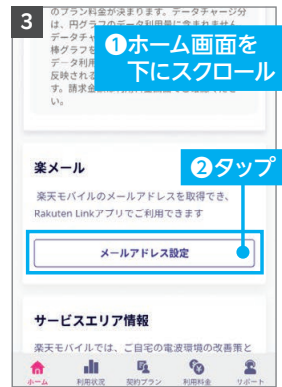 3
のプラン料金が決まります。データチャージ分
は、円グラフのデータ利用量に含まれません。
データチャ
棒グラフを
データ利用
反映される
す。請求金
い。
❶ホーム画面を
下にスクロール
楽メール
❷タップ
楽天モバイルのメールアドレスを取得でき、
Rakuten Linkアプリでご利用できます
メールアドレス設定
サービスエリア情報
楽天モバイルでは、ご自宅の電波環境の改善策と
ホーム
利用状況
契約プラン
利用料金
サポート